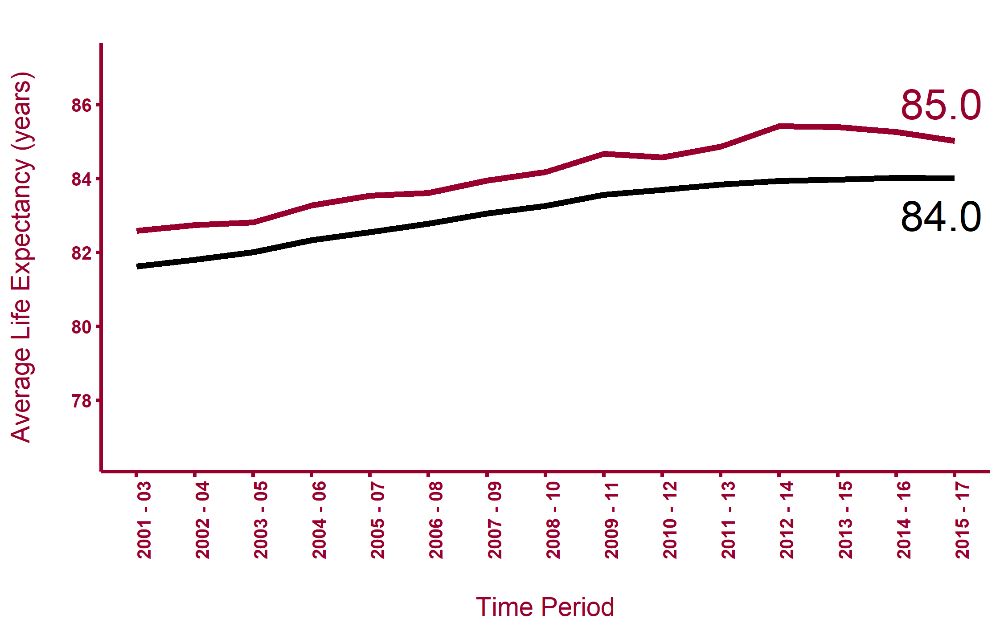 Average Life Expectancy (years)
86
84
82
80
78
85.0
84.0
2001 - 03
2002 - 04
2003 - 05
2004 - 06
2005 - 07
2006 - 08
2007 - 09
2008 - 10
2009 - 11
2010 - 12
2011 - 13
2012 - 14
2013 - 15
2014 - 16
2015 - 17
Time Period